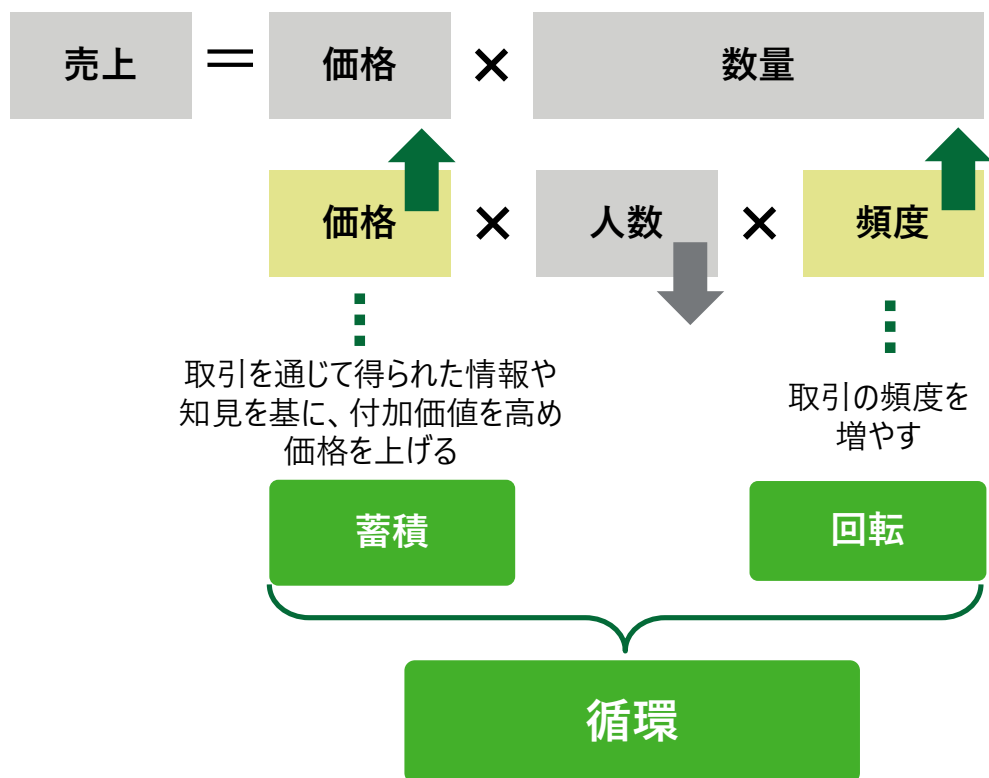 売上 = 価格 × 数量
価格 × 人数 × 頻度
取引を通じて得られた情報や
知見を基に、付加価値を高め
価格を上げる
取引の頻度を
増やす
蓄積
回転
循環